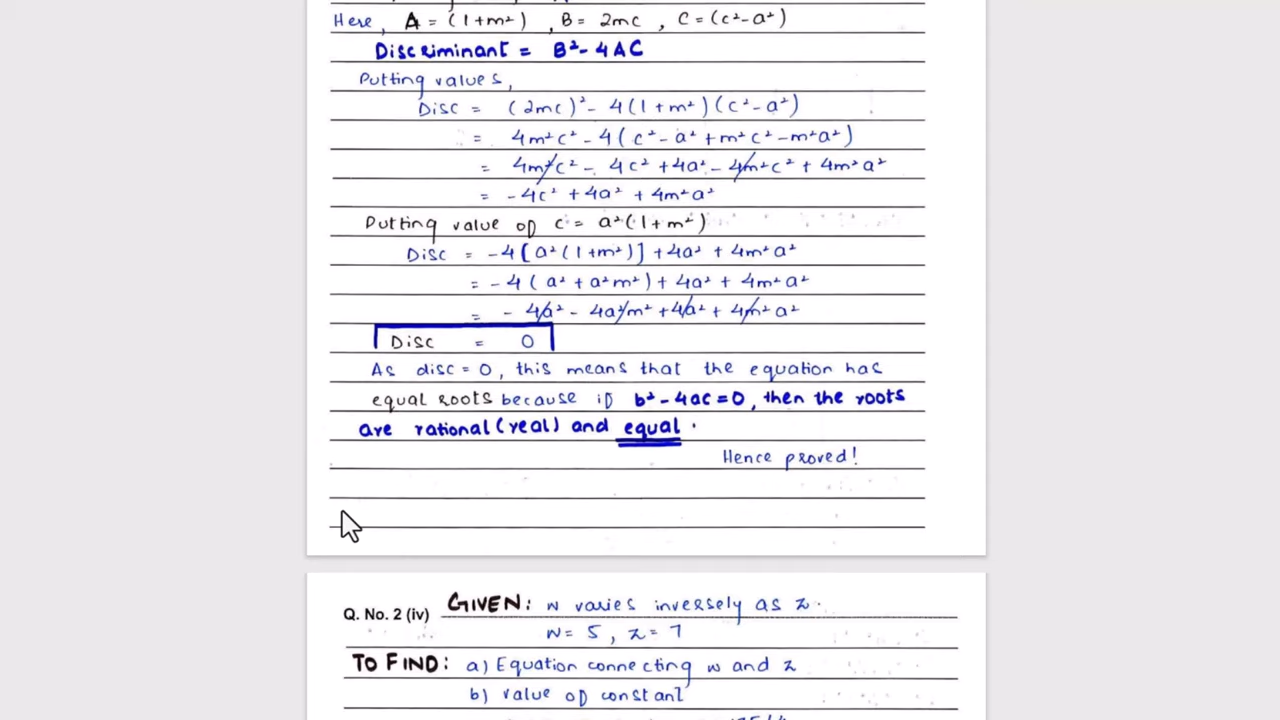 Here, A = (1+m²) , B = 2mc , C = (c²-a²)
Discriminant = B²-4AC
Putting values,
Disc = (2mc)² - 4(1+m²)(c²-a²)
= 4m²c² - 4(c²-a²+m²c²-m²a²)
= 4m²c² - 4c² +4a² - 4m²c² + 4m²a²
= -4c² +4a² + 4m²a²
Putting value of c = a²(1+m²)
Disc = -4[a²(1+m²)] +4a² + 4m²a²
= -4(a²+a²m²)+4a² + 4m²a²
= -4a² - 4a²m² +4a² + 4m²a²
Disc = 0
As disc = 0, this means that the equation has
equal roots because if b²-4ac=0, then the roots
are rational(real) and equal.
Hence proved!
Q. No. 2 (iv) GIVEN: w varies inversely as z.
w = 5 , z = 7
TO FIND: a) Equation connecting w and z
b) value of constant